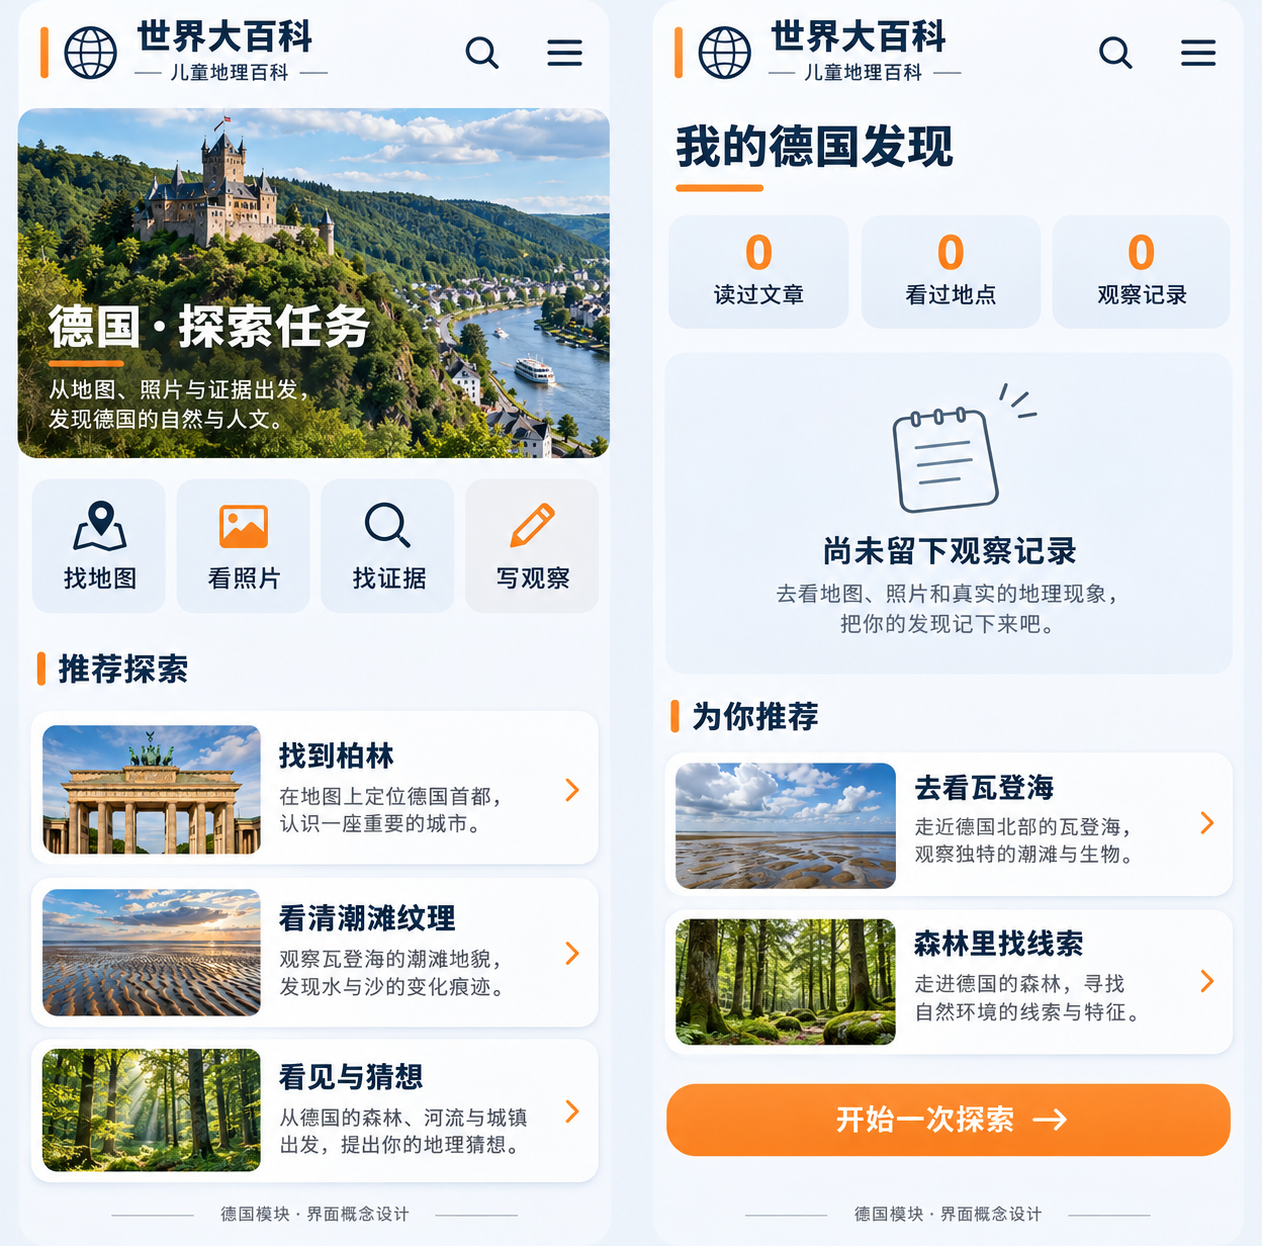 世界大百科
儿童地理百科
德国·探索任务
从地图、照片与证据出发，
发现德国的自然与人文。
找地图
看照片
找证据
写观察
推荐探索
找到柏林
在地图上定位德国首都，
认识一座重要的城市。
看清潮滩纹理
观察瓦登海的潮滩地貌，
发现水与沙的变化痕迹。
看见与猜想
从德国的森林、河流与城镇
出发，提出你的地理猜想。
德国模块·界面概念设计
世界大百科
儿童地理百科
我的德国发现
0
读过文章
0
看过地点
0
观察记录
尚未留下观察记录
去看地图、照片和真实的地理现象，
把你的发现记下来吧。
为你推荐
去看瓦登海
走近德国北部的瓦登海，
观察独特的潮滩与生物。
森林里找线索
走进德国的森林，寻找
自然环境的线索与特征。
开始一次探索 →
德国模块·界面概念设计